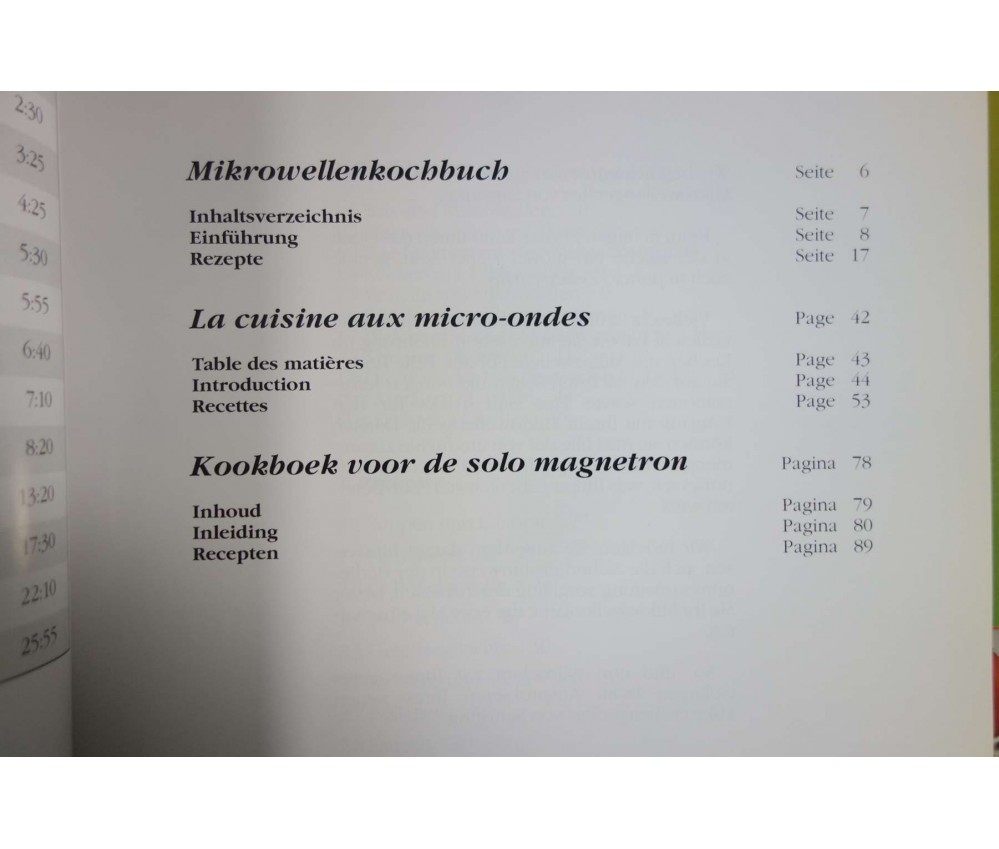 2:30
3:25
4:25
5:30
5:55
6:40
7:10
8:20
13:20
17:30
22:10
25:55
Mikrowellenkochbuch Seite 6
Inhaltsverzeichnis Seite 7
Einführung Seite 8
Rezepte Seite 17
La cuisine aux micro-ondes Page 42
Table des matières Page 43
Introduction Page 44
Recettes Page 53
Kookboek voor de solo magnetron Pagina 78
Inhoud Pagina 79
Inleiding Pagina 80
Recepten Pagina 89